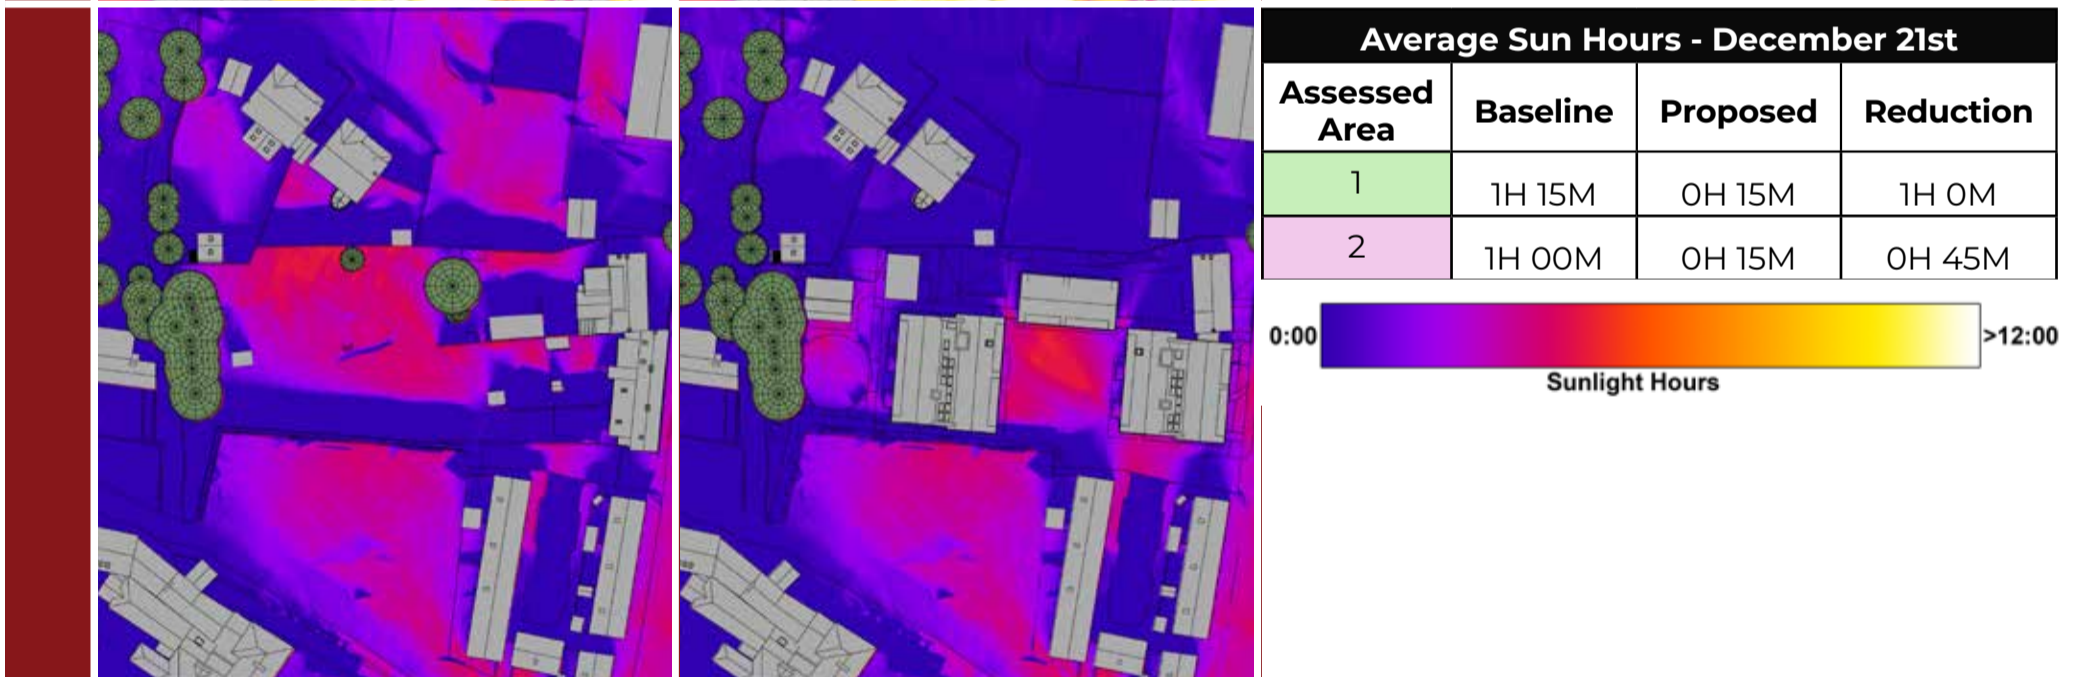 Average Sun Hours - December 21st
Assessed Area Baseline Proposed Reduction
1 1H 15M 0H 15M 1H 0M
2 1H 00M 0H 15M 0H 45M
0:00 >12:00
Sunlight Hours